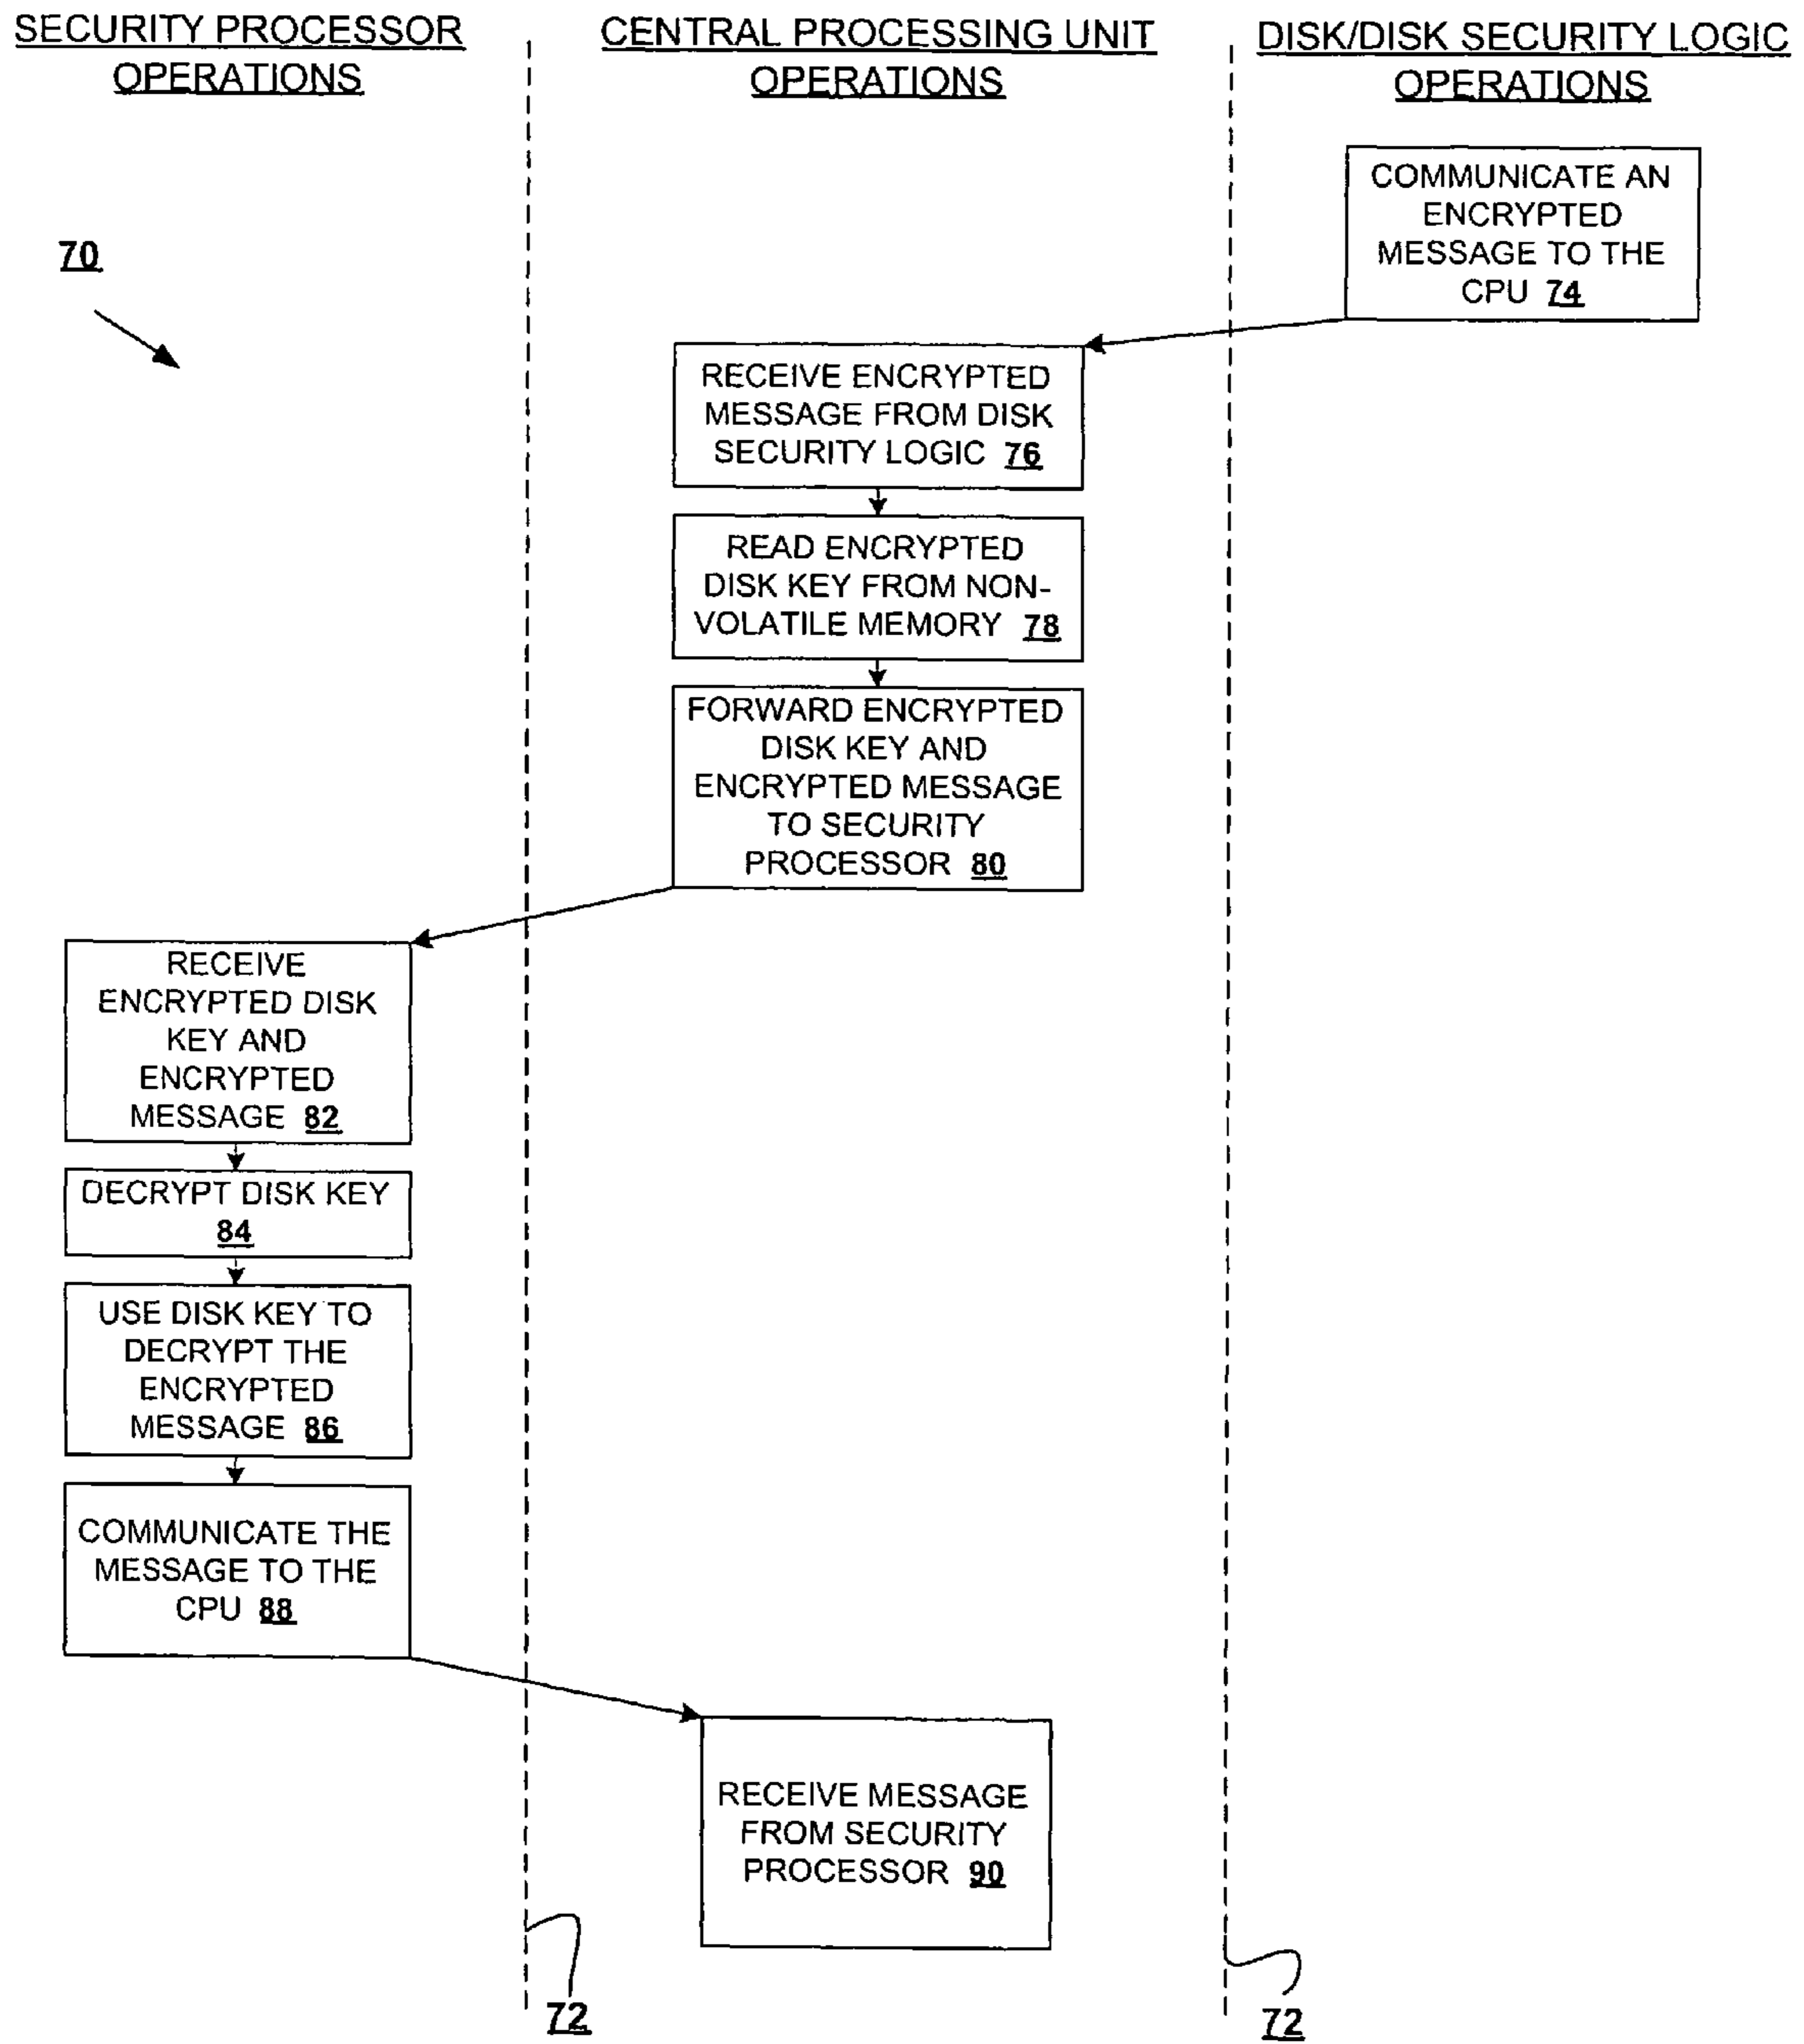 SECURITY PROCESSOR
OPERATIONS
CENTRAL PROCESSING UNIT
OPERATIONS
DISK/DISK SECURITY LOGIC
OPERATIONS
COMMUNICATE AN
ENCRYPTED
MESSAGE TO THE
CPU 74
70
RECEIVE ENCRYPTED
MESSAGE FROM DISK
SECURITY LOGIC 76
READ ENCRYPTED
DISK KEY FROM NON-
VOLATILE MEMORY 78
FORWARD ENCRYPTED
DISK KEY AND
ENCRYPTED MESSAGE
TO SECURITY
PROCESSOR 80
RECEIVE
ENCRYPTED DISK
KEY AND
ENCRYPTED
MESSAGE 82
DECRYPT DISK KEY
84
USE DISK KEY TO
DECRYPT THE
ENCRYPTED
MESSAGE 86
COMMUNICATE THE
MESSAGE TO THE
CPU 88
RECEIVE MESSAGE
FROM SECURITY
PROCESSOR 90
72
72